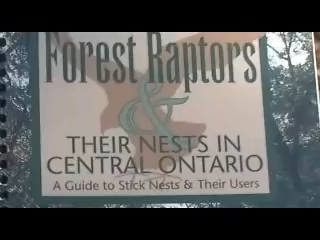 Forest Raptors
&
THEIR NESTS IN
CENTRAL ONTARIO
A Guide to Stick Nests & Their Users